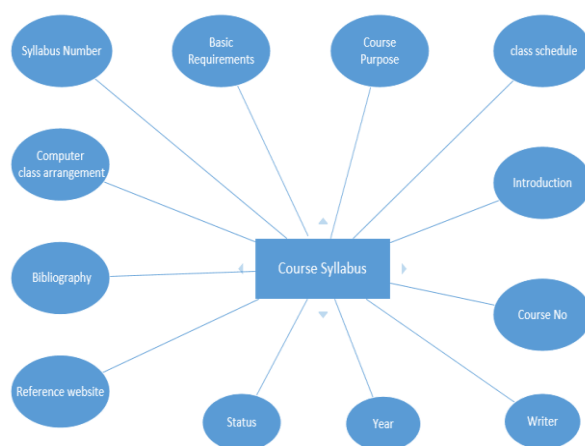 Syllabus Number
Basic
Requirements
Course
Purpose
class schedule
Computer
class arrangement
Introduction
Course Syllabus
Bibliography
Course No
Reference website
Status
Year
Writer